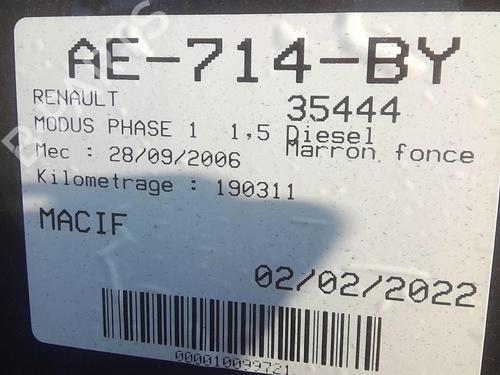 AE-714-BY
RENAULT 35444
MODUS PHASE 1 1,5 Diesel
Mec : 28/09/2006 Marron fonce
Kilometrage : 190311
MACIF
02/02/2022
000010099721